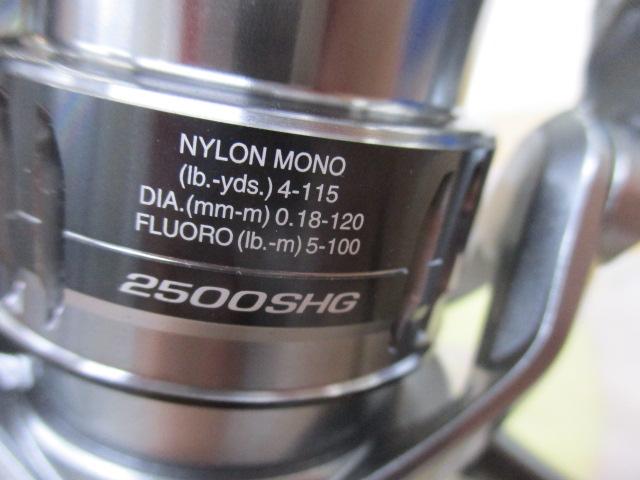 NYLON MONO
(lb.-yds.) 4-115
DIA.(mm-m) 0.18-120
FLUORO (lb.-m) 5-100
2500SHG